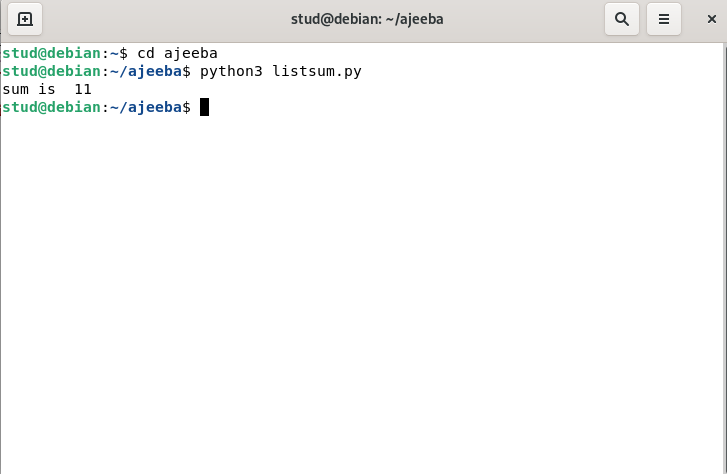 stud@debian: ~/ajeeba
stud@debian:~$ cd ajeeba
stud@debian:~/ajeeba$ python3 listsum.py
sum is  11
stud@debian:~/ajeeba$